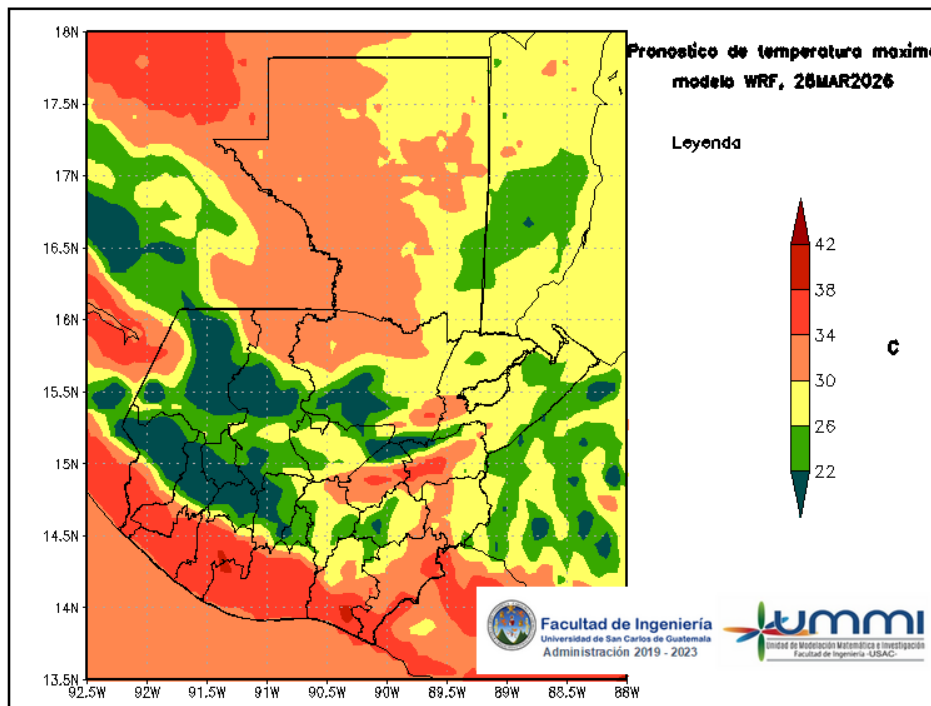 Pronostico de temperatura maxima
modelo WRF, 28MAR2026
Leyenda
42
38
34
30
26
22
C
18N
17.5N
17N
16.5N
16N
15.5N
15N
14.5N
14N
13.5N
92.5W
92W
91.5W
91W
90.5W
90W
89.5W
89W
88.5W
88W
Facultad de Ingeniería
Universidad de San Carlos de Guatemala
Administración 2019 - 2023
UMMI
Unidad de Modelación Matemática e Investigación
Facultad de Ingeniería -USAC-